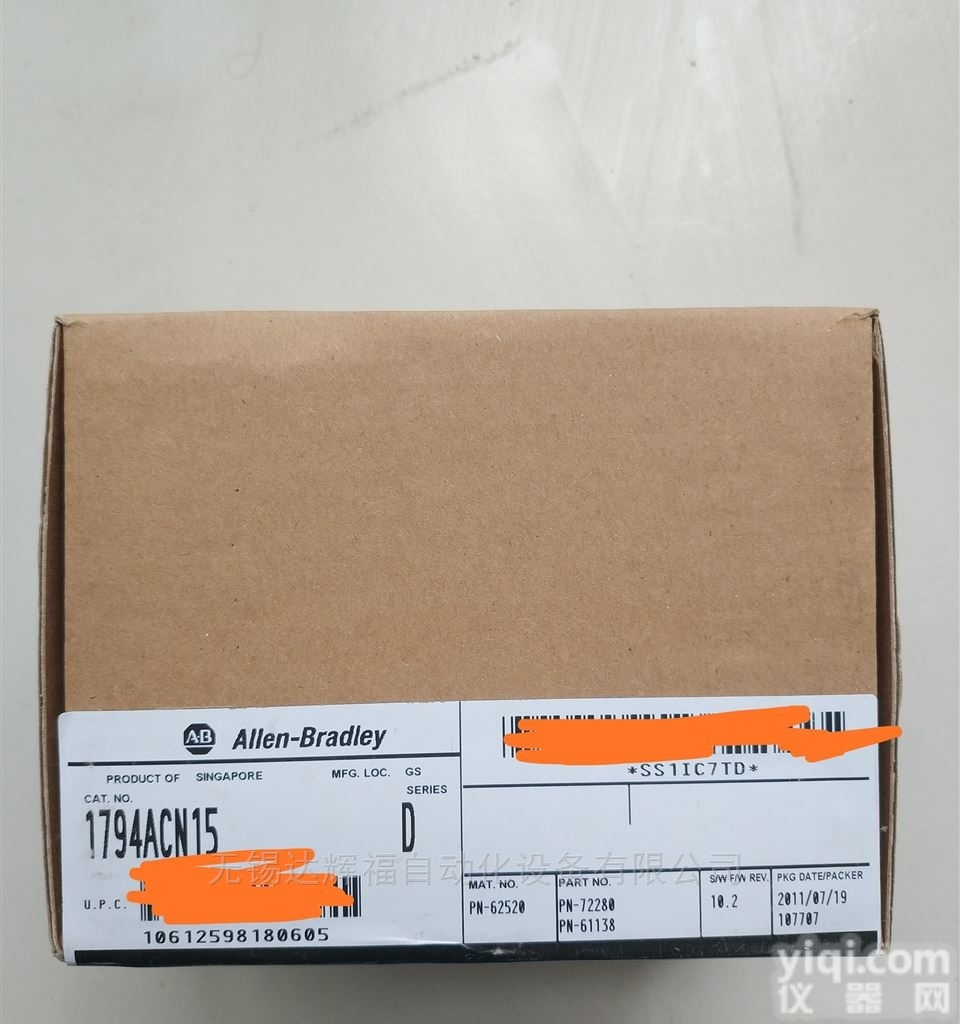 A·B Allen-Bradley
PRODUCT OF SINGAPORE MFG. LOC. GS
SERIES
CAT. NO.
1794ACN15 D
U.P.C.
10612598180605
*SS1IC7TD*
MAT. NO.
PN-62520
PART NO.
PN-72280
PN-61138
S/W F/W REV.
10.2
PKG DATE/PACKER
2011/07/19
107707
无锡达辉福自动化设备有限公司
yiqi.com
仪器网